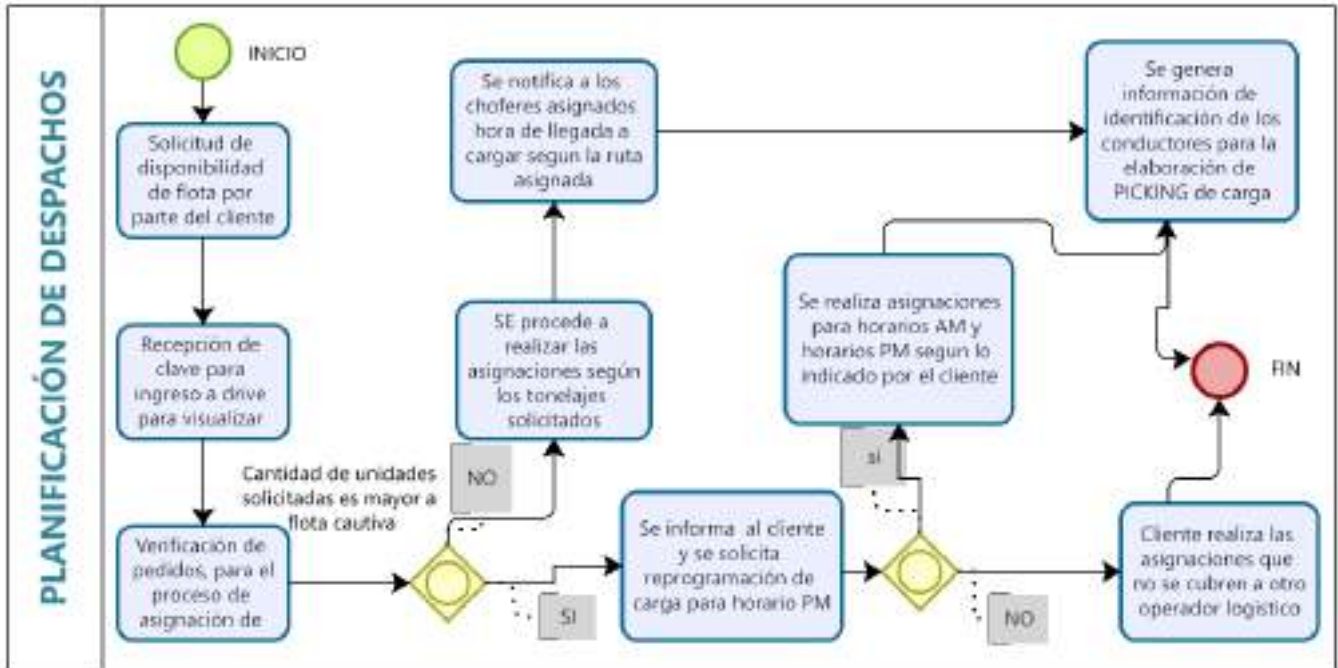 PLANIFICACIÓN DE DESPACHOS
INICIO
Solicitud de
disponibilidad
de flota por
parte del cliente
Recepción de
clave para
ingreso a drive
para visualizar
Verificación de
pedidos, para el
proceso de
asignación de
Cantidad de unidades
solicitadas es mayor a
flota cautiva
NO
SI
SE procede a
realizar las
asignaciones según
los tonelajes
solicitados
Se notifica a los
choferes asignados
hora de llegada a
cargar segun la ruta
asignada
Se informa al cliente
y se solicita
reprogramación de
carga para horario PM
si
NO
Se realiza asignaciones
para horarios AM y
horarios PM segun lo
indicado por el cliente
Se genera
información de
identificación de los
conductores para la
elaboración de
PICKING de carga
Cliente realiza las
asignaciones que
no se cubren a otro
operador logistico
FIN